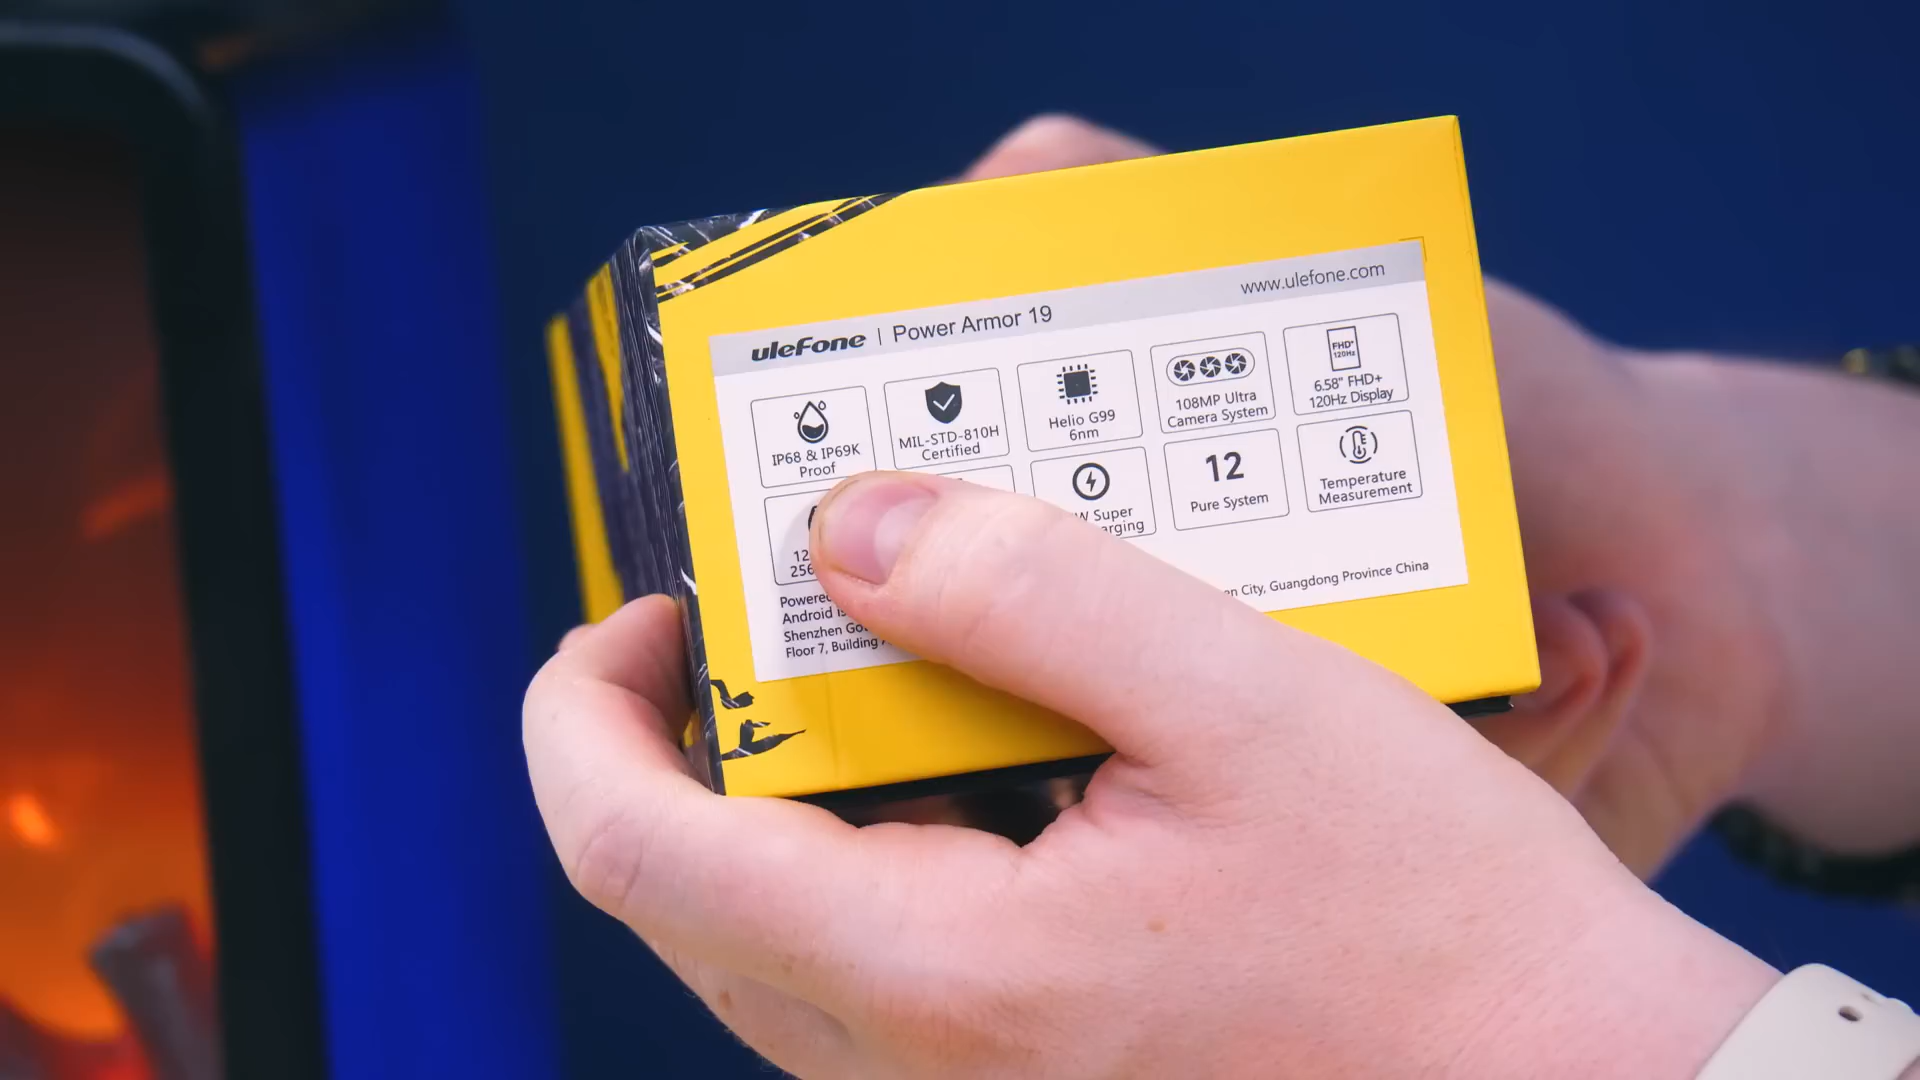 www.ulefone.com
uleFone | Power Armor 19
IP68 & IP69K
Proof
MIL-STD-810H
Certified
Helio G99
6nm
108MP Ultra
Camera System
FHD+
120Hz
6.58" FHD+
120Hz Display
12
256
Super
12
Pure System
Temperature
Measurement
Powered
Android is
Shenzhen
Floor 7, Building
City, Guangdong Province China